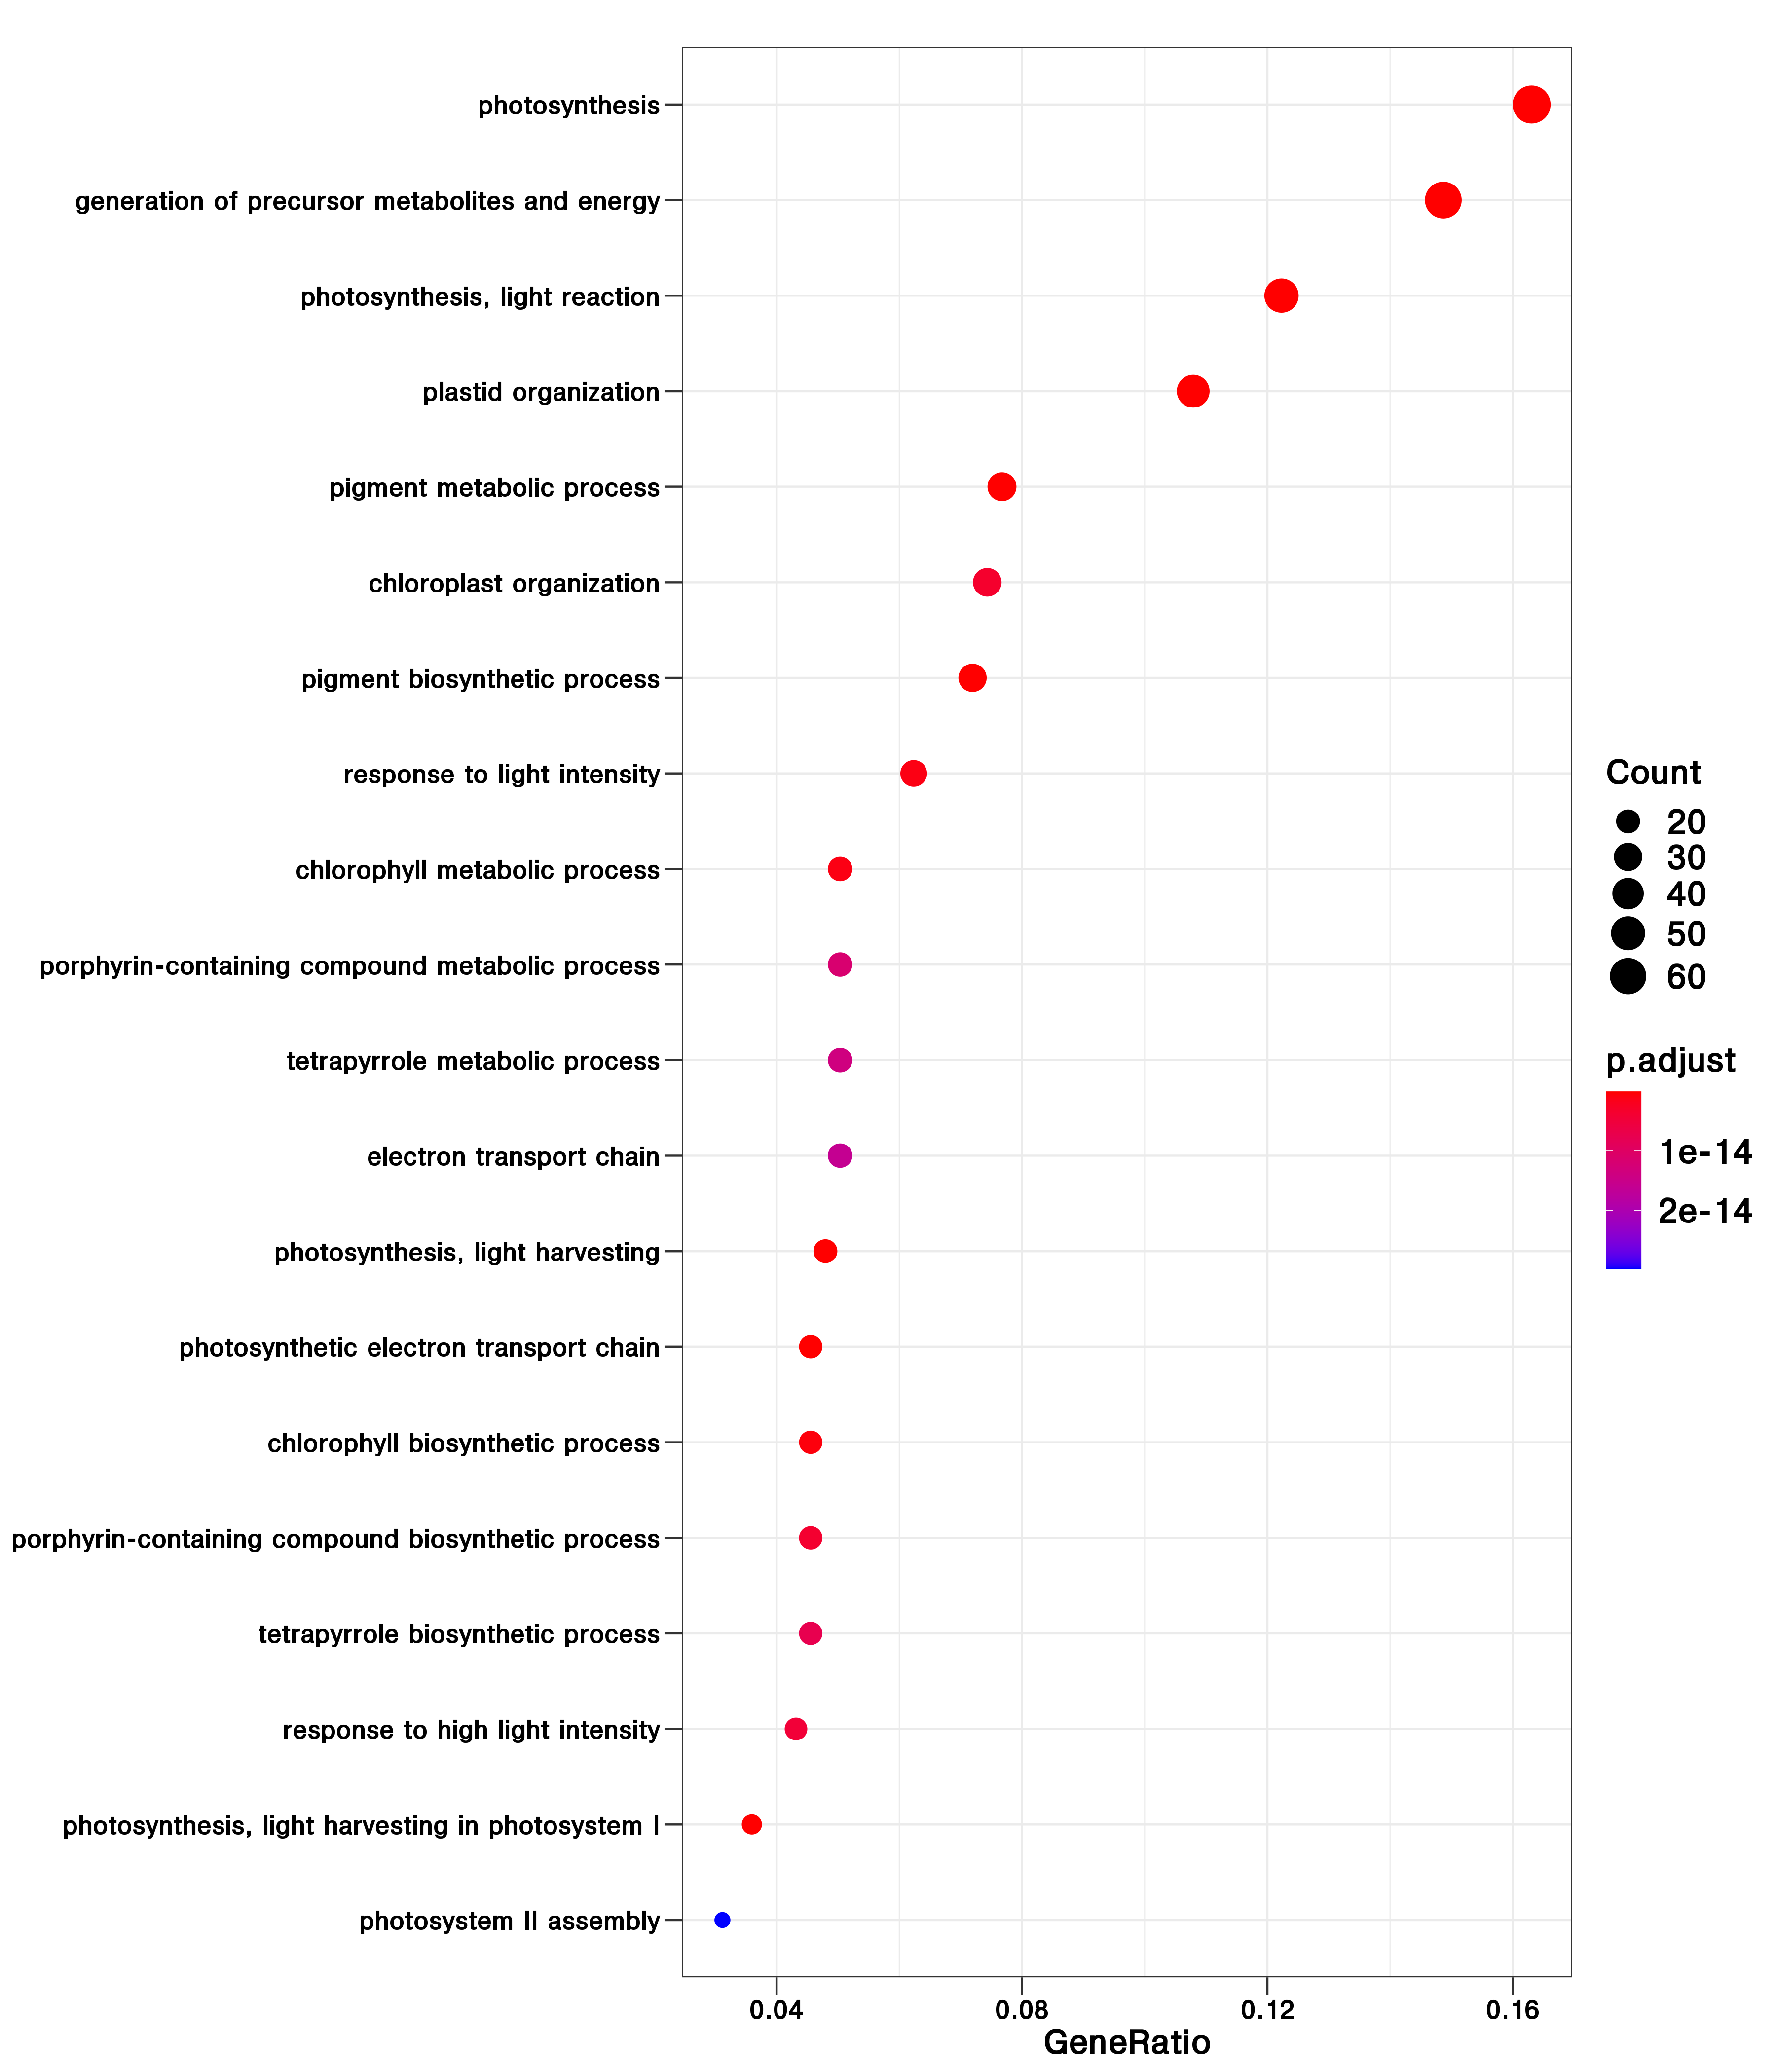 photosynthesis
generation of precursor metabolites and energy
photosynthesis, light reaction
plastid organization
pigment metabolic process
chloroplast organization
pigment biosynthetic process
response to light intensity
chlorophyll metabolic process
porphyrin-containing compound metabolic process
tetrapyrrole metabolic process
electron transport chain
photosynthesis, light harvesting
photosynthetic electron transport chain
chlorophyll biosynthetic process
porphyrin-containing compound biosynthetic process
tetrapyrrole biosynthetic process
response to high light intensity
photosynthesis, light harvesting in photosystem I
photosystem II assembly
0.04 0.08 0.12 0.16
GeneRatio
Count
20
30
40
50
60
p.adjust
1e-14
2e-14